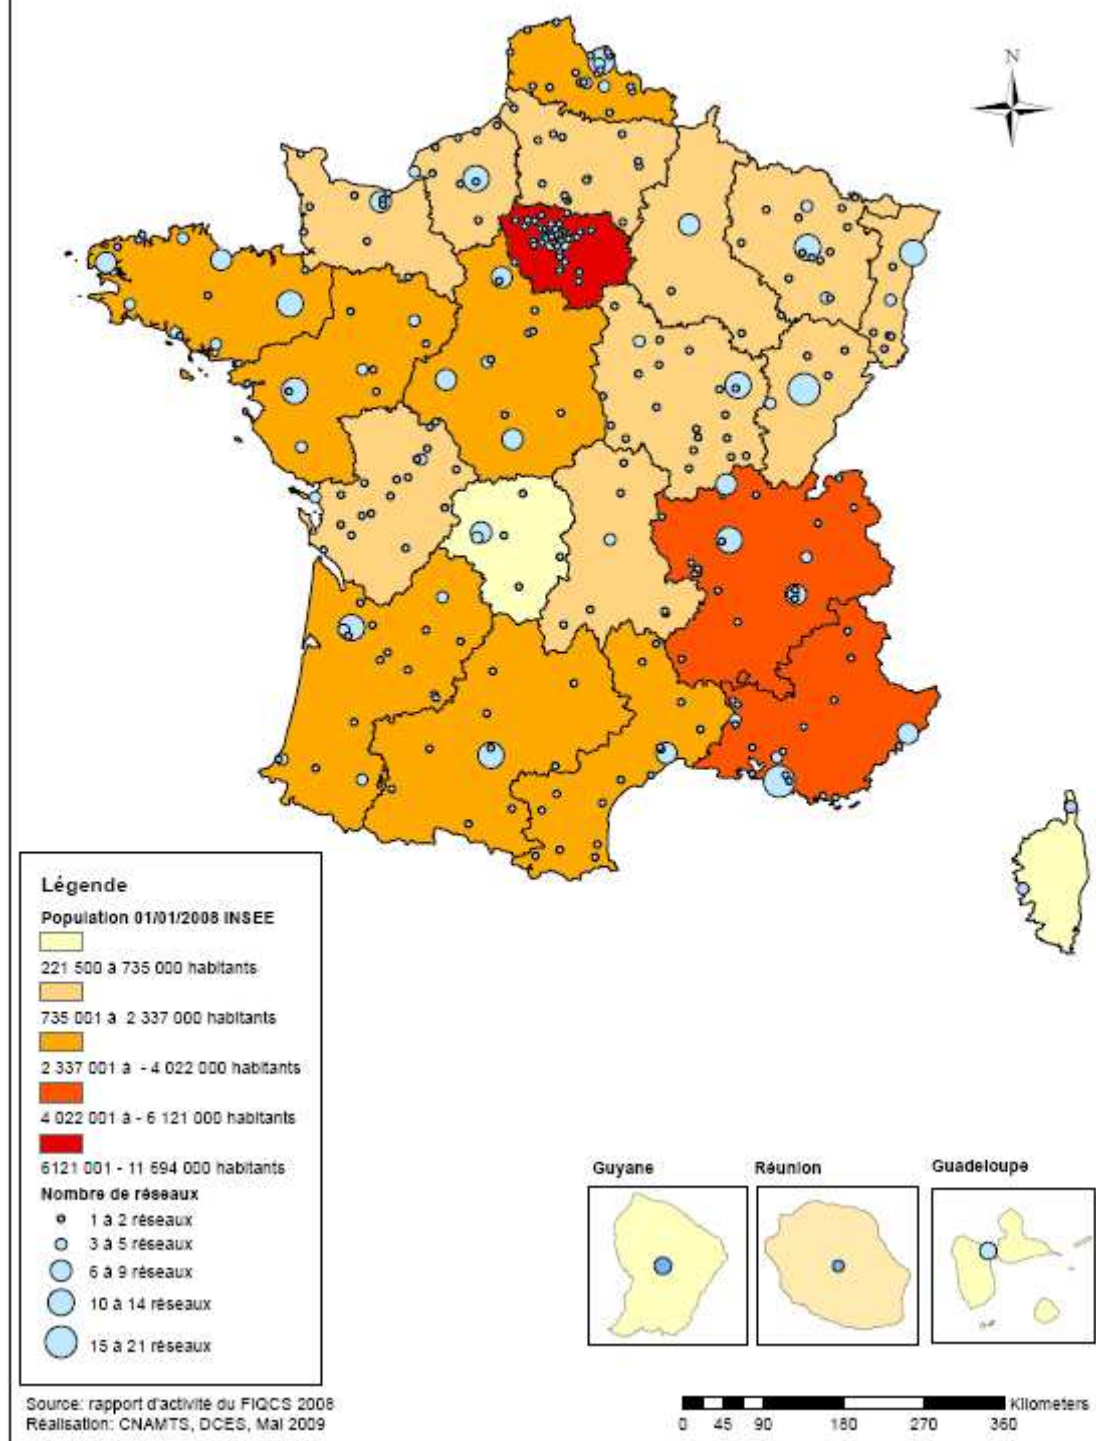 N
Légende
Population 01/01/2008 INSEE
221 500 à 735 000 habitants
735 001 à 2 337 000 habitants
2 337 001 à - 4 022 000 habitants
4 022 001 à - 6 121 000 habitants
6121 001 - 11 694 000 habitants
Nombre de réseaux
1 à 2 réseaux
3 à 5 réseaux
6 à 9 réseaux
10 à 14 réseaux
15 à 21 réseaux
Guyane
Réunion
Guadeloupe
Source: rapport d'activité du FIQCS 2008
Réalisation: CNAMTS, DCES, Mai 2009
Kilometers
0 45 90 180 270 360